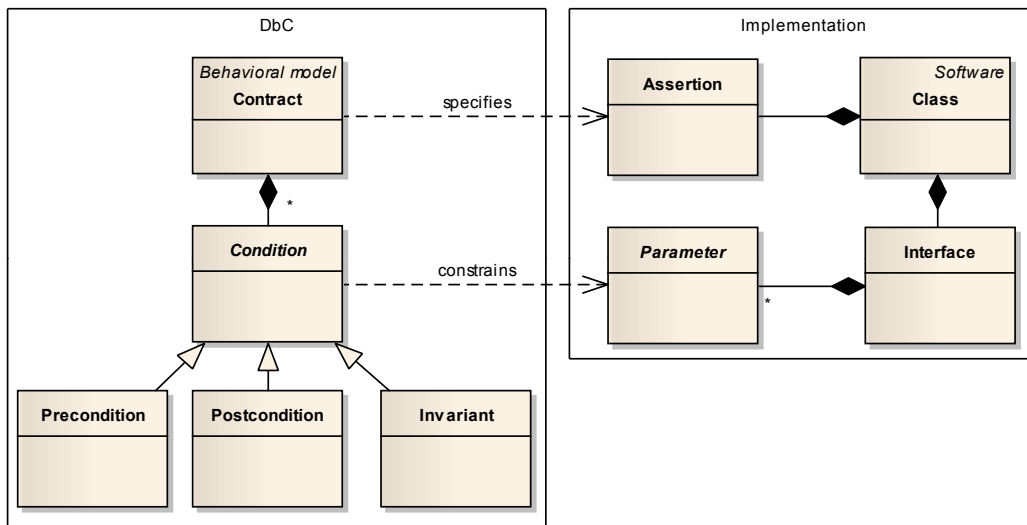 DbC
Behavioral model
Contract
*
Condition
Precondition
Postcondition
Invariant
specifies
constrains
Implementation
Assertion
Software
Class
Parameter
*
Interface